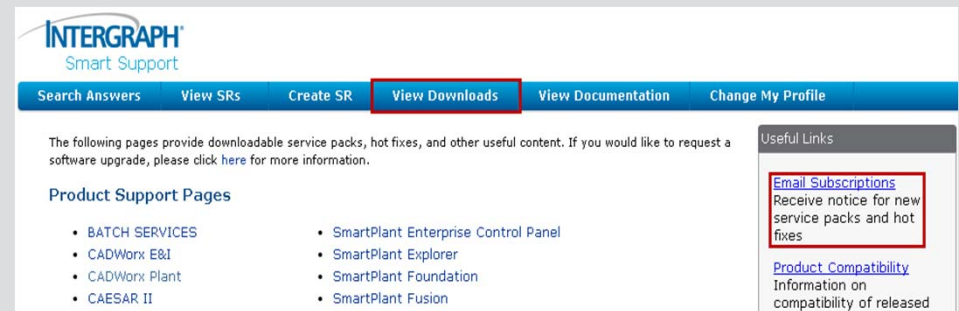 INTERGRAPH
Smart Support
Search Answers View SRs Create SR View Downloads View Documentation Change My Profile
The following pages provide downloadable service packs, hot fixes, and other useful content. If you would like to request a
software upgrade, please click here for more information.
Product Support Pages
• BATCH SERVICES
• CADWorx E&I
• CADWorx Plant
• CAESAR II
• SmartPlant Enterprise Control Panel
• SmartPlant Explorer
• SmartPlant Foundation
• SmartPlant Fusion
Useful Links
Email Subscriptions
Receive notice for new
service packs and hot
fixes
Product Compatibility
Information on
compatibility of released